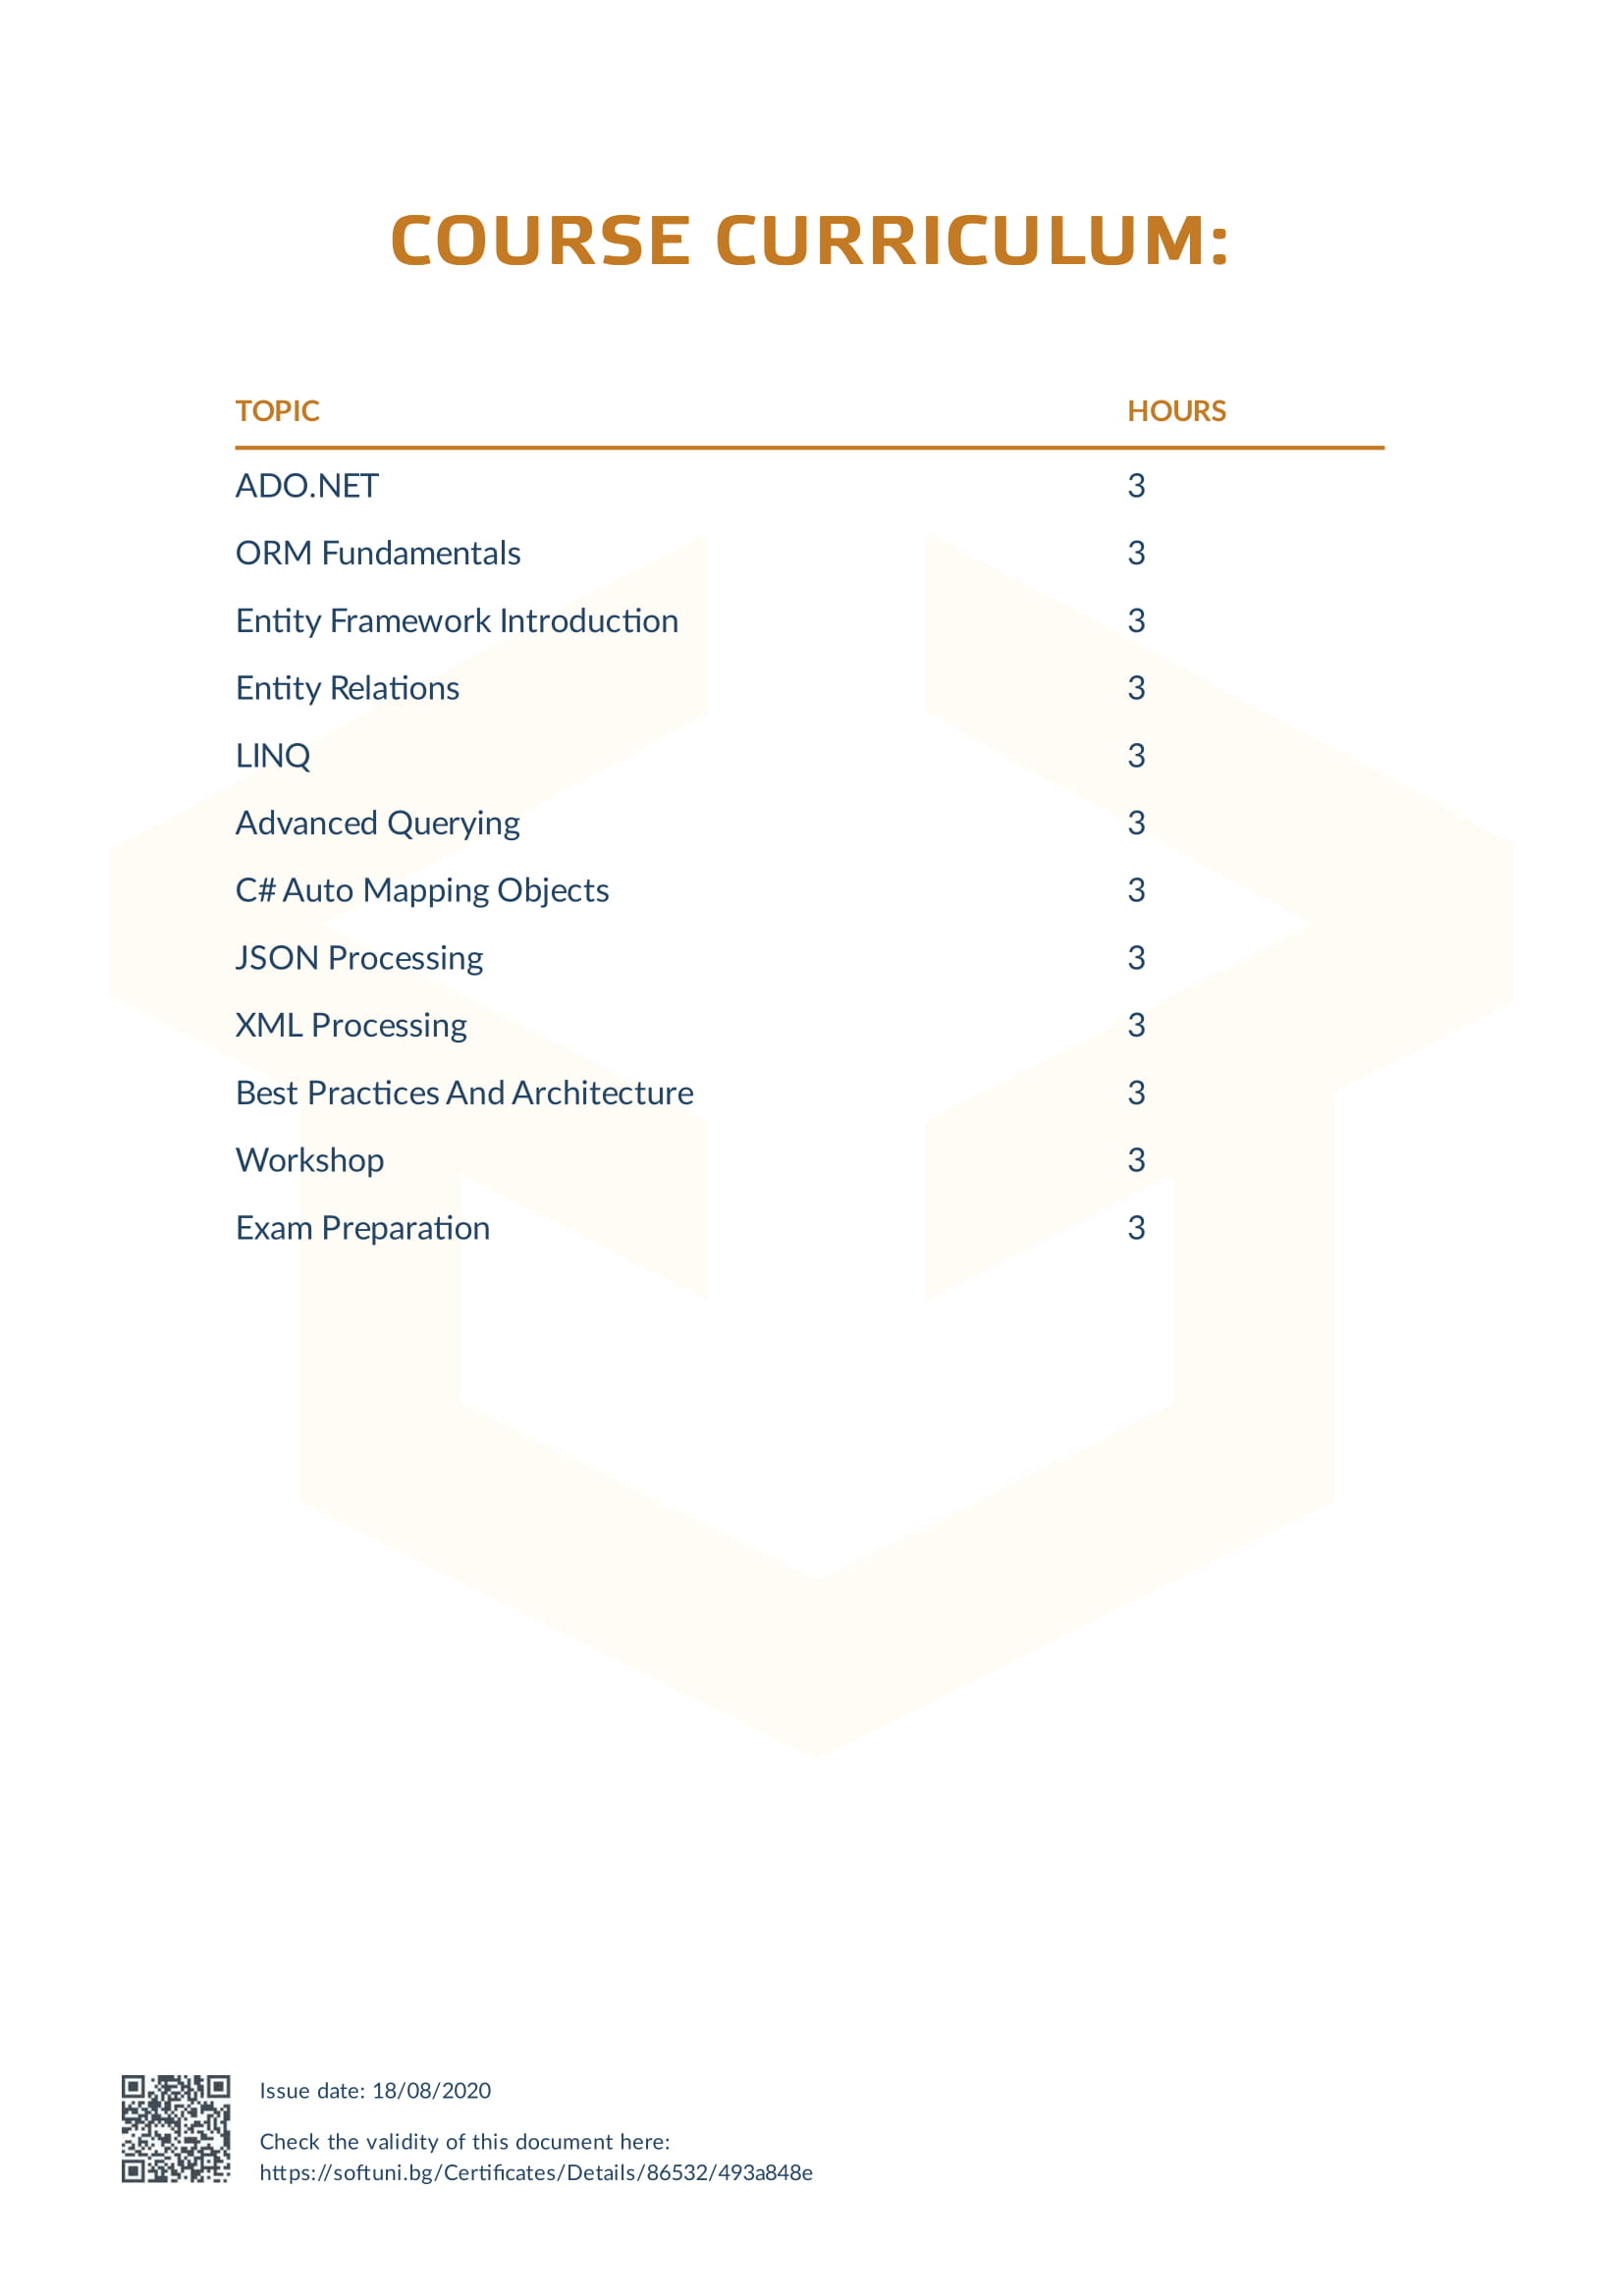 COURSE CURRICULUM:
TOPIC HOURS
ADO.NET 3
ORM Fundamentals 3
Entity Framework Introduction 3
Entity Relations 3
LINQ 3
Advanced Querying 3
C# Auto Mapping Objects 3
JSON Processing 3
XML Processing 3
Best Practices And Architecture 3
Workshop 3
Exam Preparation 3
Issue date: 18/08/2020
Check the validity of this document here:
https://softuni.bg/Certificates/Details/86532/493a848e